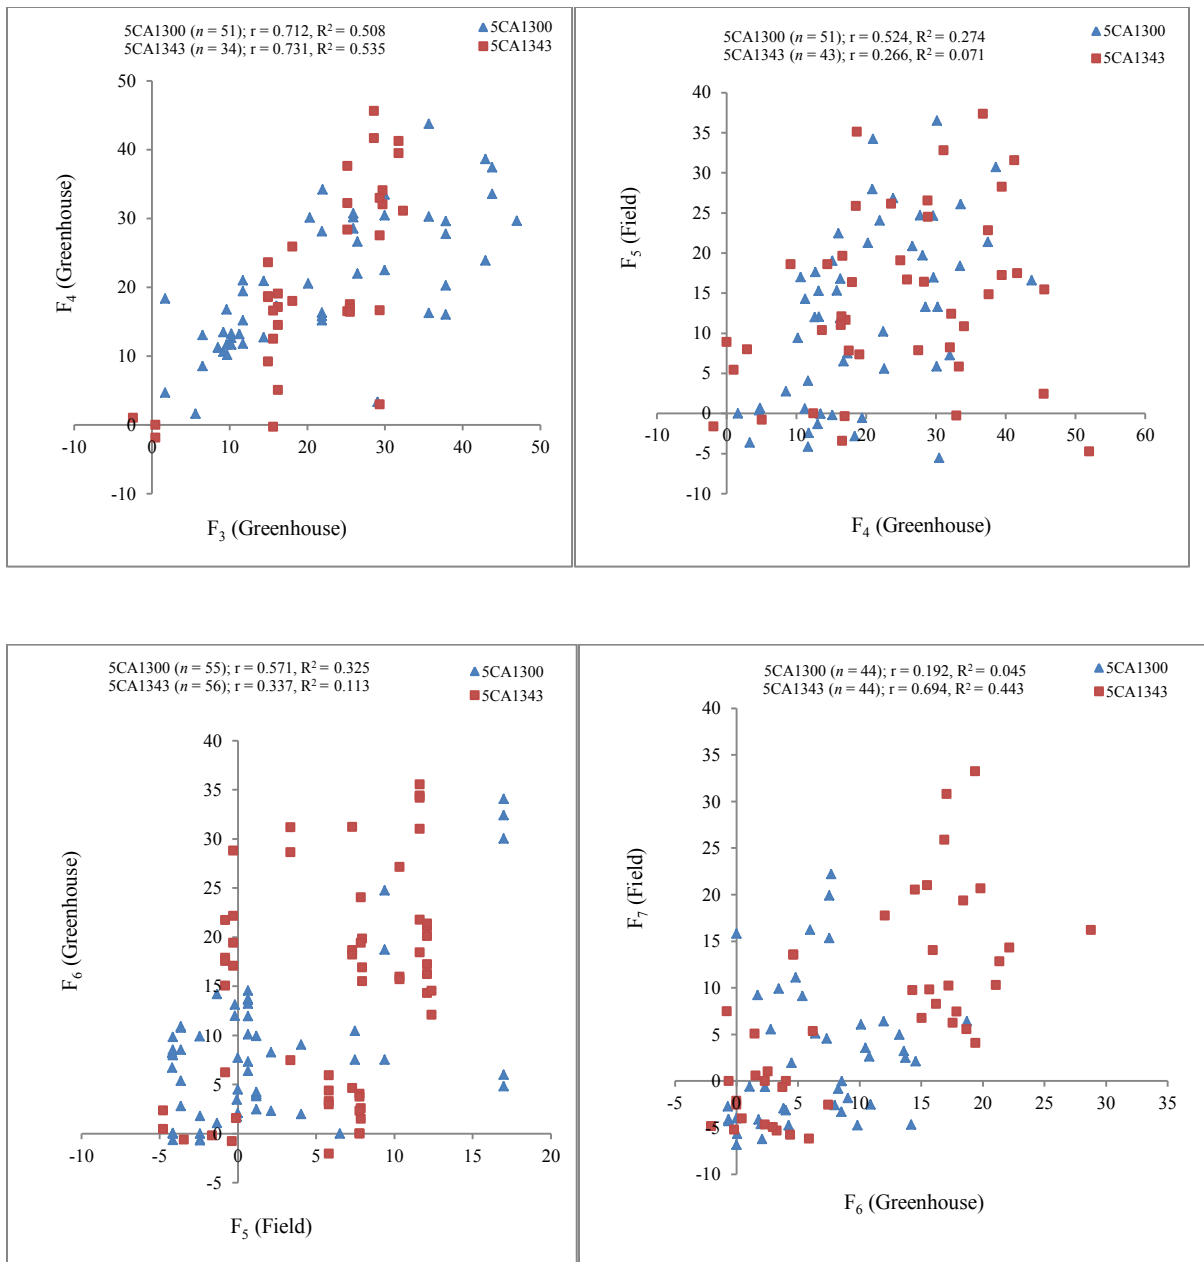 5CA1300 (n = 51); r = 0.712, R² = 0.508
5CA1343 (n = 34); r = 0.731, R² = 0.535
5CA1300
5CA1343
50
40
30
20
10
0
-10
-10
0
10
20
30
40
50
F₄ (Greenhouse)
F₃ (Greenhouse)
5CA1300 (n = 51); r = 0.524, R² = 0.274
5CA1343 (n = 43); r = 0.266, R² = 0.071
5CA1300
5CA1343
40
35
30
25
20
15
10
5
0
-5
-10
-10
0
10
20
30
40
50
60
F₅ (Field)
F₄ (Greenhouse)
5CA1300 (n = 55); r = 0.571, R² = 0.325
5CA1343 (n = 56); r = 0.337, R² = 0.113
5CA1300
5CA1343
40
35
30
25
20
15
10
5
0
-5
-10
-5
0
5
10
15
20
F₆ (Greenhouse)
F₅ (Field)
5CA1300 (n = 44); r = 0.192, R² = 0.045
5CA1343 (n = 44); r = 0.694, R² = 0.443
5CA1300
5CA1343
40
35
30
25
20
15
10
5
0
-5
-10
-5
0
5
10
15
20
25
30
35
F₇ (Field)
F₆ (Greenhouse)